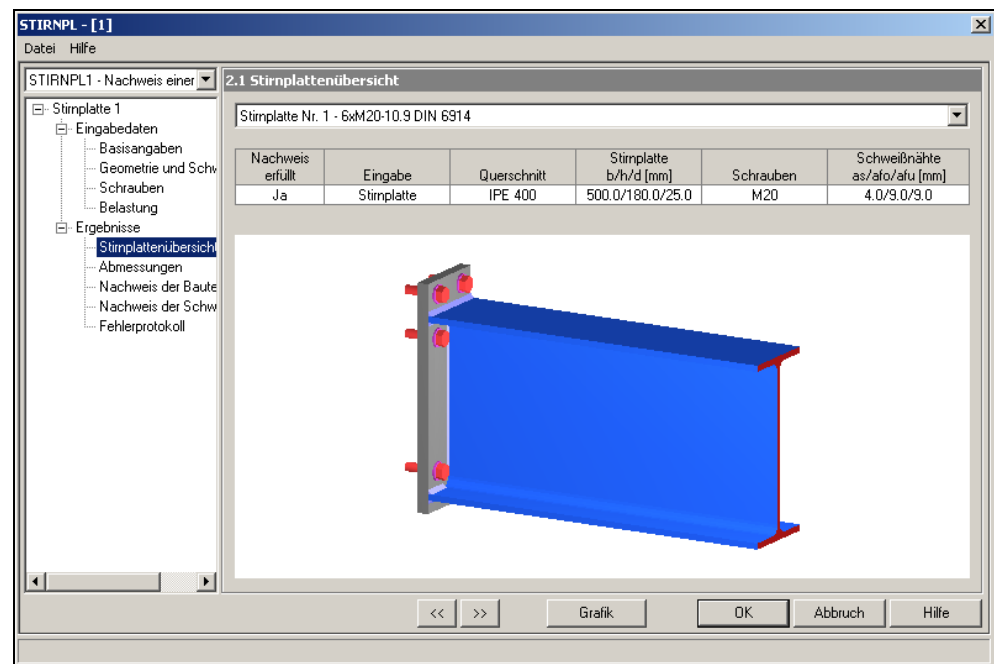 STIRNPL - [1]
Datei Hilfe
STIRNPL1 - Nachweis einer
Stirnplatte 1
Eingabedaten
Basisangaben
Geometrie und Schw
Schrauben
Belastung
Ergebnisse
Stirnplattenübersicht
Abmessungen
Nachweis der Baute
Nachweis der Schw
Fehlerprotokoll
2.1 Stirnplattenübersicht
Stirnplatte Nr. 1 - 6xM20-10.9 DIN 6914
Nachweis erfüllt Eingabe Querschnitt Stirnplatte b/h/d [mm] Schrauben Schweißnähte as/afo/afu [mm]
Ja Stirnplatte IPE 400 500.0/180.0/25.0 M20 4.0/9.0/9.0
<< >> Grafik OK Abbruch Hilfe